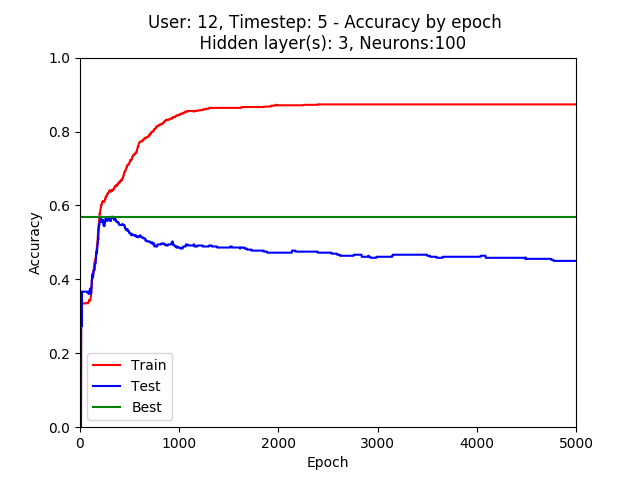 User: 12, Timestep: 5 - Accuracy by epoch
Hidden layer(s): 3, Neurons:100
1.0
0.8
0.6
0.4
0.2
0.0
Accuracy
Train
Test
Best
0 1000 2000 3000 4000 5000
Epoch